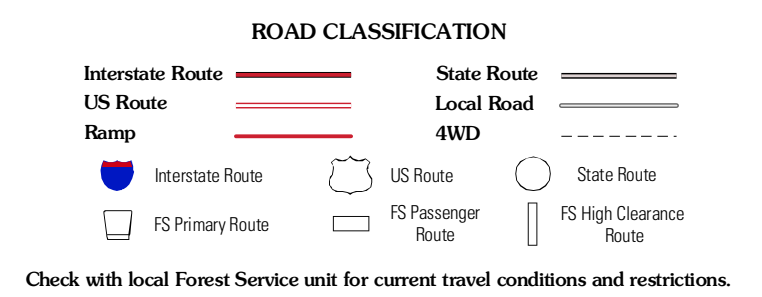 ROAD CLASSIFICATION
Interstate Route
State Route
US Route
Local Road
Ramp
4WD
Interstate Route
US Route
State Route
FS Primary Route
FS Passenger
Route
FS High Clearance
Route
Check with local Forest Service unit for current travel conditions and restrictions.